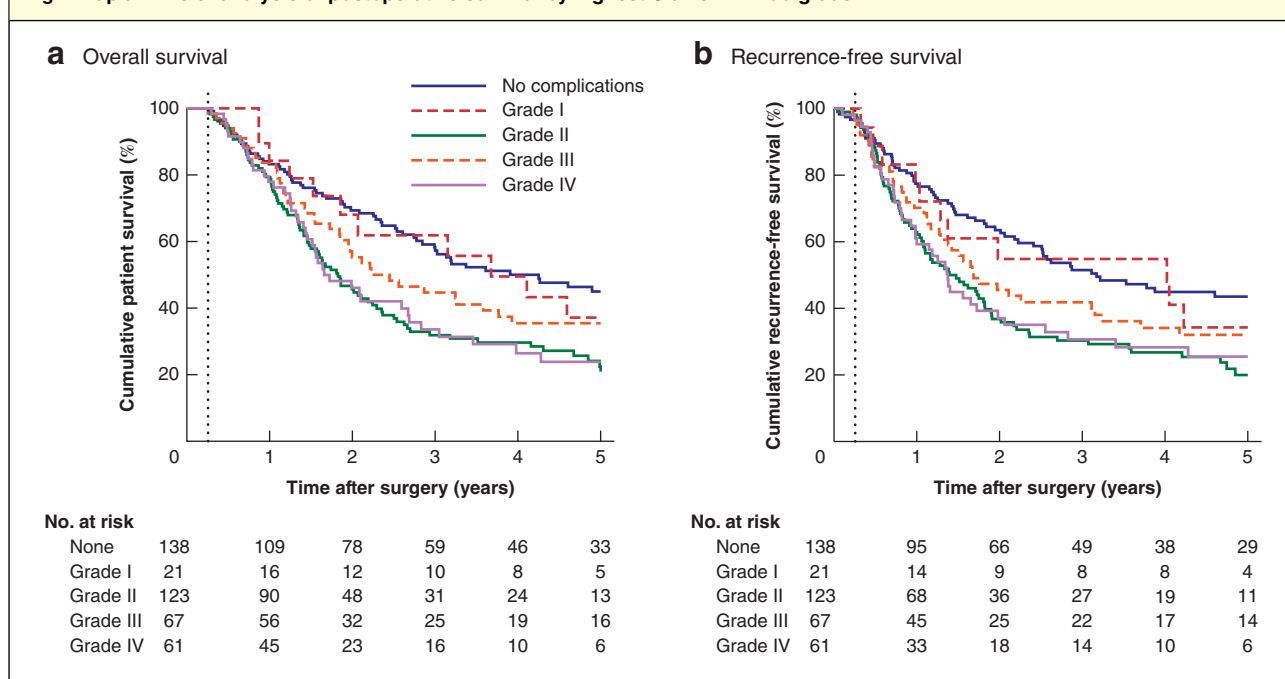 a Overall survival
No complications
Grade I
Grade II
Grade III
Grade IV
Cumulative patient survival (%)
100
80
60
40
20
0 1 2 3 4 5
Time after surgery (years)
No. at risk
None 138 109 78 59 46 33
Grade I 21 16 12 10 8 5
Grade II 123 90 48 31 24 13
Grade III 67 56 32 25 19 16
Grade IV 61 45 23 16 10 6
b Recurrence-free survival
Cumulative recurrence-free survival (%)
100
80
60
40
20
0 1 2 3 4 5
Time after surgery (years)
No. at risk
None 138 95 66 49 38 29
Grade I 21 14 9 8 8 4
Grade II 123 68 36 27 19 11
Grade III 67 45 25 22 17 14
Grade IV 61 33 18 14 10 6